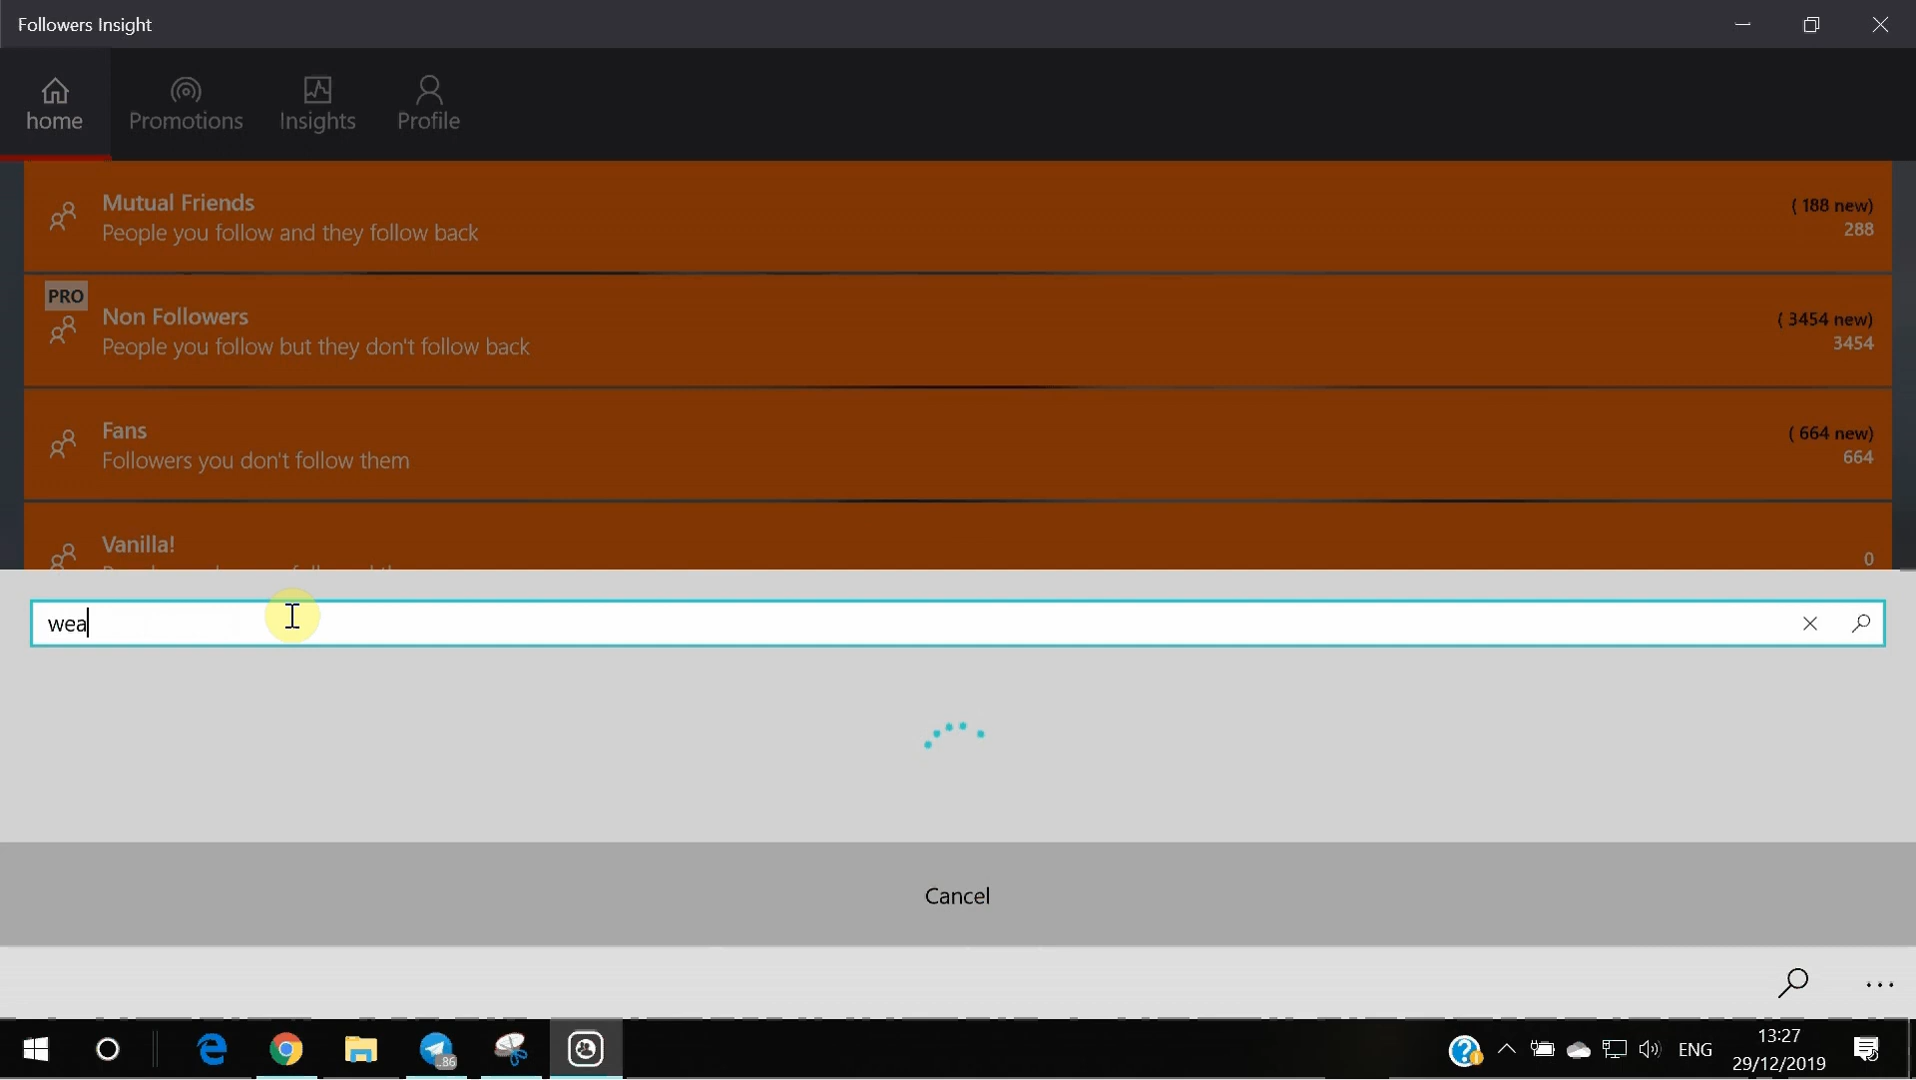 Followers Insight
home
Promotions
Insights
Profile
Mutual Friends
People you follow and they follow back
( 188 new)
288
PRO
Non Followers
People you follow but they don't follow back
( 3454 new)
3454
Fans
Followers you don't follow them
( 664 new)
664
Vanilla!
0
wea
Cancel
86
ENG
13:27
29/12/2019